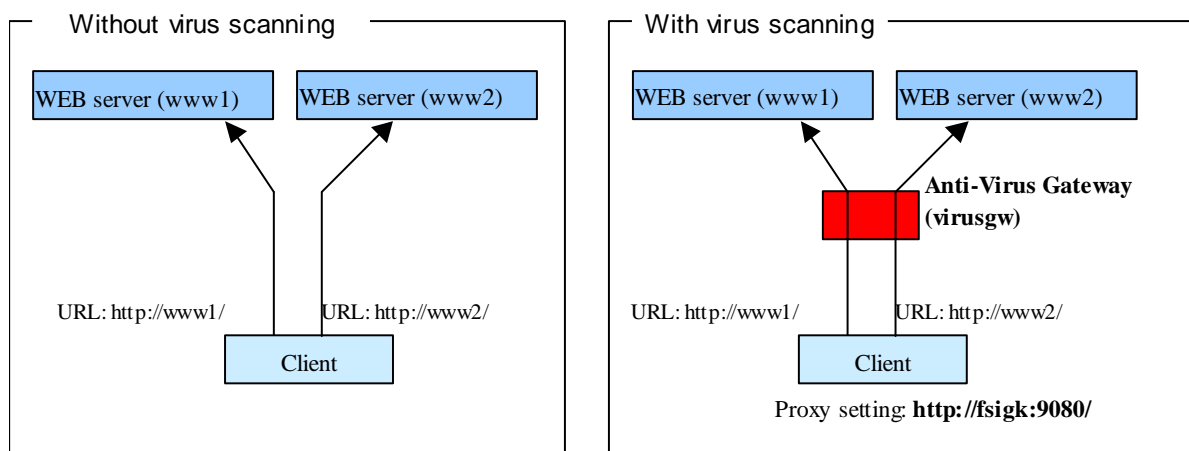 Without virus scanning
WEB server (www1)
WEB server (www2)
URL: http://www1/
URL: http://www2/
Client
With virus scanning
WEB server (www1)
WEB server (www2)
Anti-Virus Gateway
(virusgw)
URL: http://www1/
URL: http://www2/
Client
Proxy setting: http://fsigk:9080/